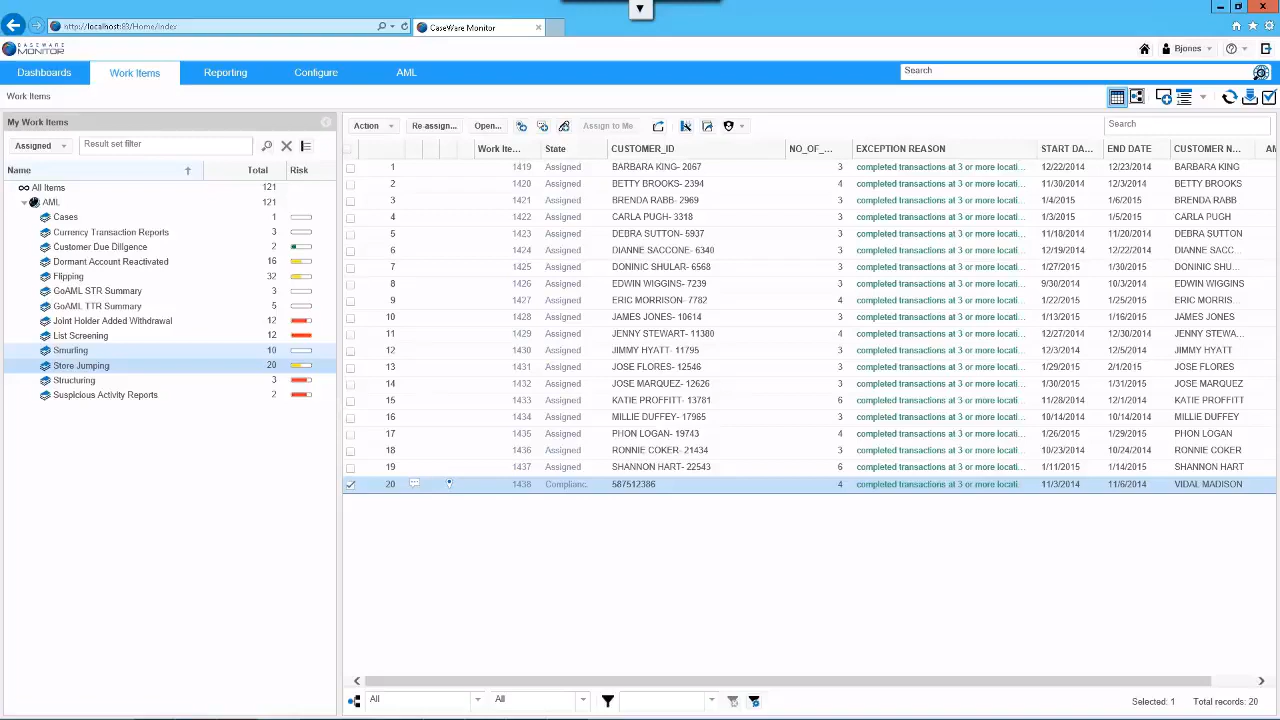 http://localhost:83/Home/index
CaseWare Monitor
CASEWARE
MONITOR
Bjones
Dashboards Work Items Reporting Configure AML Search
Work Items
My Work Items
Assigned Result set filter
Action Re-assign... Open... Assign to Me Search
Name Total Risk
All Items 121
AML 121
Cases 1
Currency Transaction Reports 3
Customer Due Diligence 2
Dormant Account Reactivated 16
Flipping 32
GoAML STR Summary 3
GoAML TTR Summary 5
Joint Holder Added Withdrawal 12
List Screening 12
Smurfing 10
Store Jumping 20
Structuring 3
Suspicious Activity Reports 2
Work Ite... State CUSTOMER_ID NO_OF_... EXCEPTION REASON START DA... END DATE CUSTOMER N... AM
1 1419 Assigned BARBARA KING- 2067 3 completed transactions at 3 or more locati... 12/22/2014 12/23/2014 BARBARA KING
2 1420 Assigned BETTY BROOKS- 2394 4 completed transactions at 3 or more locati... 11/30/2014 12/3/2014 BETTY BROOKS
3 1421 Assigned BRENDA RABB- 2969 3 completed transactions at 3 or more locati... 1/4/2015 1/6/2015 BRENDA RABB
4 1422 Assigned CARLA PUGH- 3318 3 completed transactions at 3 or more locati... 1/3/2015 1/5/2015 CARLA PUGH
5 1423 Assigned DEBRA SUTTON- 5937 3 completed transactions at 3 or more locati... 11/18/2014 11/20/2014 DEBRA SUTTON
6 1424 Assigned DIANNE SACCONE- 6340 3 completed transactions at 3 or more locati... 12/19/2014 12/22/2014 DIANNE SACC...
7 1425 Assigned DONINIC SHULAR- 6568 3 completed transactions at 3 or more locati... 1/27/2015 1/30/2015 DONINIC SHU...
8 1426 Assigned EDWIN WIGGINS- 7239 3 completed transactions at 3 or more locati... 9/30/2014 10/3/2014 EDWIN WIGGINS
9 1427 Assigned ERIC MORRISON- 7782 4 completed transactions at 3 or more locati... 1/22/2015 1/25/2015 ERIC MORRISON
10 1428 Assigned JAMES JONES- 10614 3 completed transactions at 3 or more locati... 1/13/2015 1/16/2015 JAMES JONES
11 1429 Assigned JENNY STEWART- 11380 4 completed transactions at 3 or more locati... 12/27/2014 12/30/2014 JENNY STEWA...
12 1430 Assigned JIMMY HYATT- 11795 3 completed transactions at 3 or more locati... 12/3/2014 12/5/2014 JIMMY HYATT
13 1431 Assigned JOSE FLORES- 12546 3 completed transactions at 3 or more locati... 1/29/2015 2/1/2015 JOSE FLORES
14 1432 Assigned JOSE MARQUEZ- 12626 3 completed transactions at 3 or more locati... 1/30/2015 1/31/2015 JOSE MARQUEZ
15 1433 Assigned KATIE PROFFITT- 13781 6 completed transactions at 3 or more locati... 11/28/2014 12/1/2014 KATIE PROFFITT
16 1434 Assigned MILLIE DUFFEY- 17965 3 completed transactions at 3 or more locati... 10/14/2014 10/14/2014 MILLIE DUFFEY
17 1435 Assigned PHON LOGAN- 19743 4 completed transactions at 3 or more locati... 1/26/2015 1/29/2015 PHON LOGAN
18 1436 Assigned RONNIE COKER- 21434 3 completed transactions at 3 or more locati... 10/23/2014 10/24/2014 RONNIE COKER
19 1437 Assigned SHANNON HART- 22543 6 completed transactions at 3 or more locati... 1/11/2015 1/14/2015 SHANNON HART
20 1438 Complianc. 587512386 4 completed transactions at 3 or more locati. 11/3/2014 11/6/2014 VIDAL MADISON
All All Selected: 1 Total records: 20